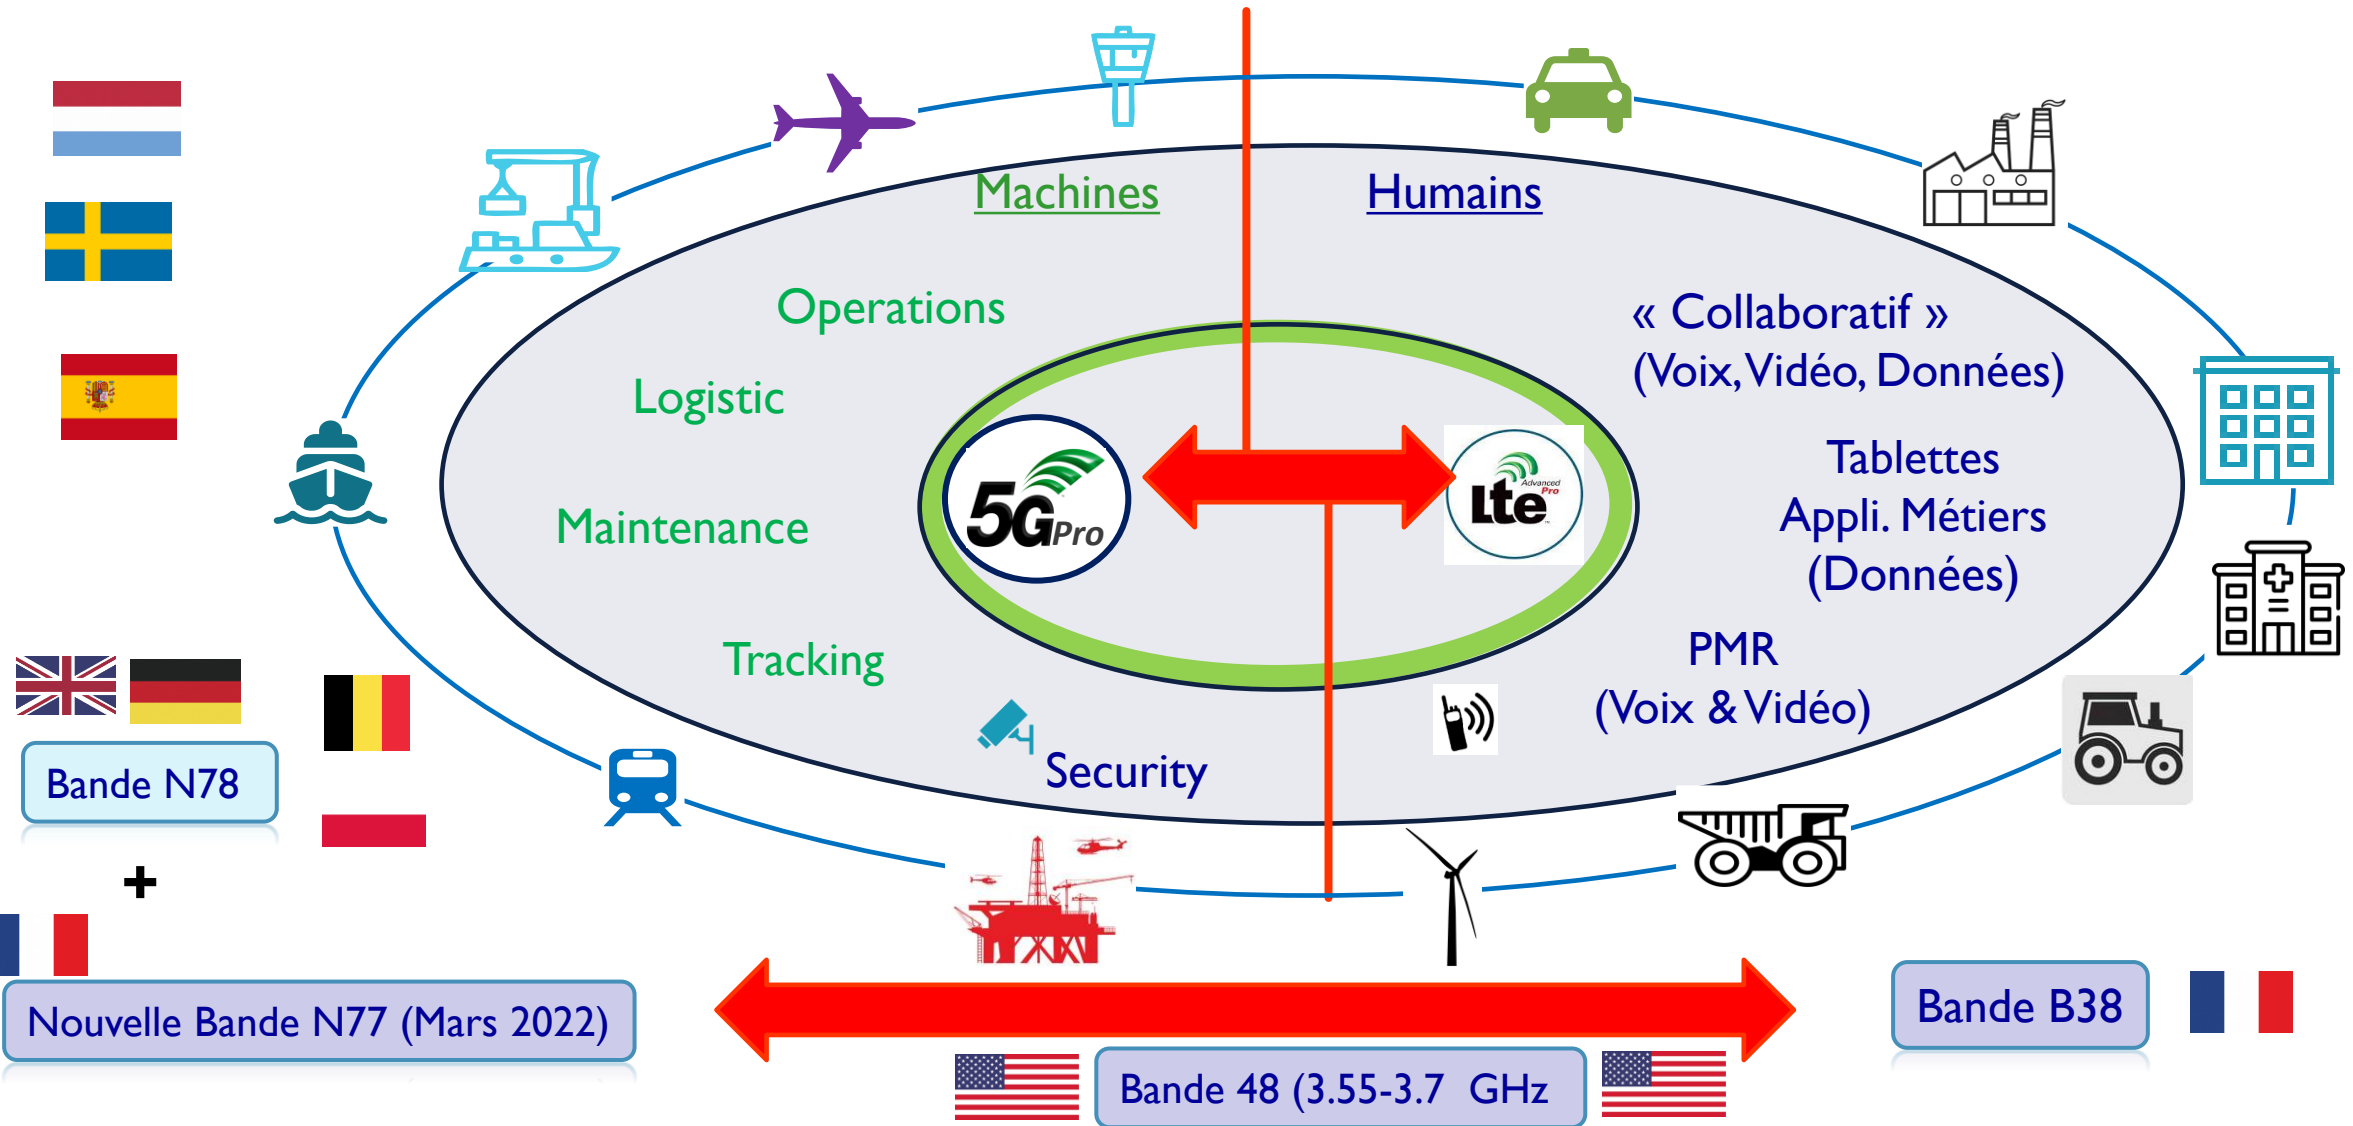 Machines
Humains
Operations
« Collaboratif »
(Voix, Vidéo, Données)
Logistic
Tablettes
Appli. Métiers
(Données)
5G Pro
Lte Advanced Pro
Maintenance
Tracking
PMR
(Voix & Vidéo)
Security
Bande N78
+
Nouvelle Bande N77 (Mars 2022)
Bande B38
Bande 48 (3.55-3.7 GHz